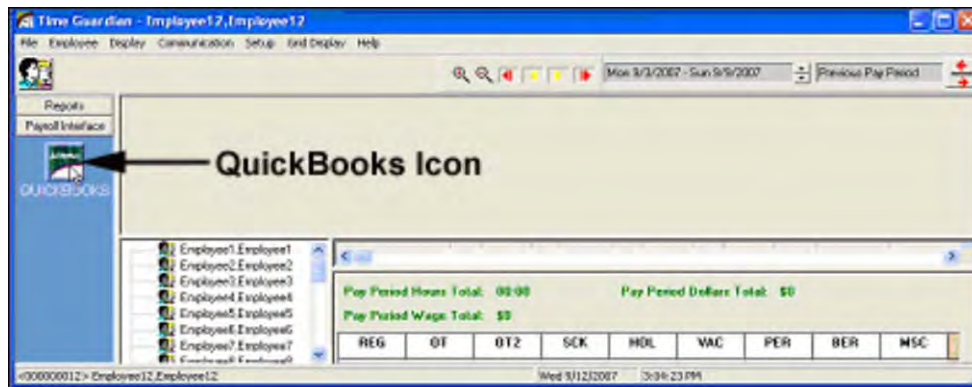 Time Guardian - Employee12,Employee12
File Employee Display Communication Setup Grid Display Help
Mon 9/3/2007 - Sun 9/9/2007 Previous Pay Period
Reports
Payroll Interface
QuickBooks Icon
QUICKBOOKS
Employee1,Employee1
Employee2,Employee2
Employee3,Employee3
Employee4,Employee4
Employee5,Employee5
Employee6,Employee6
Employee7,Employee7
Employee8,Employee8
Pay Period Hours Total: 00:00 Pay Period Dollars Total: $0
Pay Period Wage Total: $0
REG OT OT2 SCK HOL VAC PER BER MSC
<000000012> Employee12,Employee12 Wed 9/12/2007 3:04:23 PM